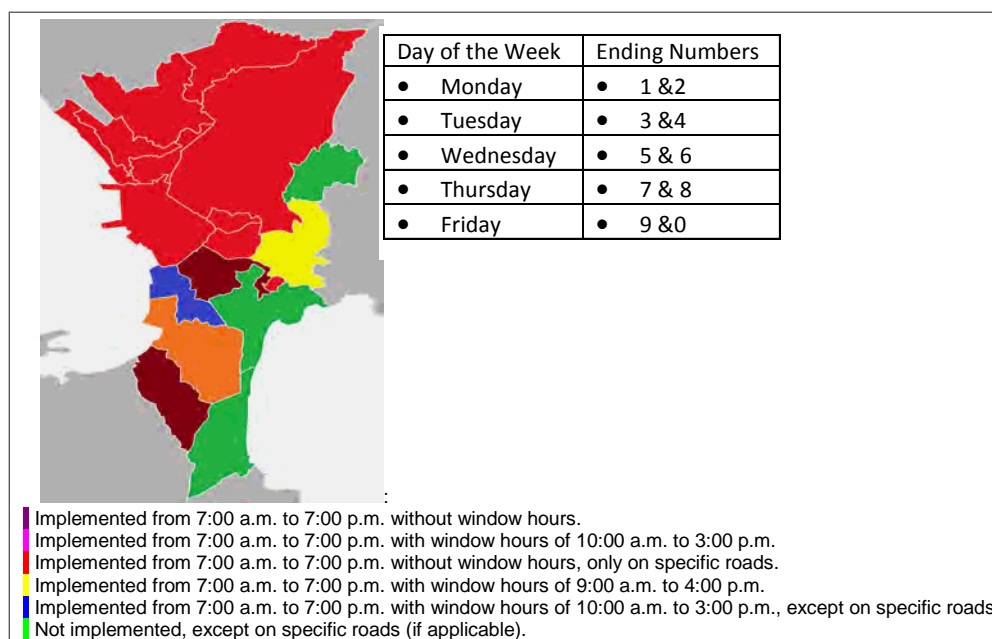 Day of the Week Ending Numbers
• Monday • 1 &2
• Tuesday • 3 &4
• Wednesday • 5 & 6
• Thursday • 7 & 8
• Friday • 9 &0
:
Implemented from 7:00 a.m. to 7:00 p.m. without window hours.
Implemented from 7:00 a.m. to 7:00 p.m. with window hours of 10:00 a.m. to 3:00 p.m.
Implemented from 7:00 a.m. to 7:00 p.m. without window hours, only on specific roads.
Implemented from 7:00 a.m. to 7:00 p.m. with window hours of 9:00 a.m. to 4:00 p.m.
Implemented from 7:00 a.m. to 7:00 p.m. with window hours of 10:00 a.m. to 3:00 p.m., except on specific roads
Not implemented, except on specific roads (if applicable).